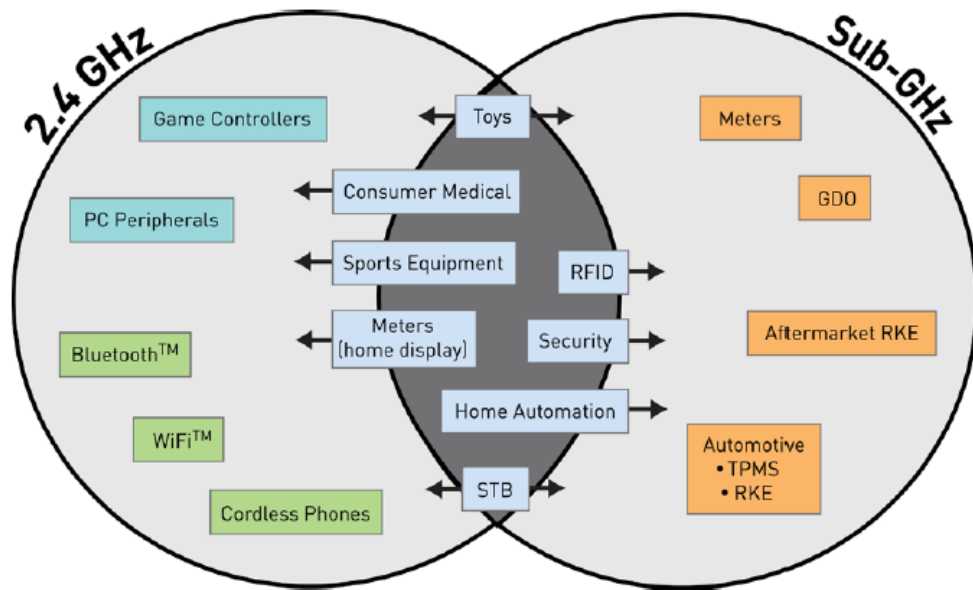 2.4 GHz
Sub-GHz
Game Controllers
Toys
Meters
Consumer Medical
PC Peripherals
GDO
Sports Equipment
RFID
Meters
(home display)
Security
Bluetooth™
Aftermarket RKE
Home Automation
WiFi™
Automotive
• TPMS
• RKE
STB
Cordless Phones